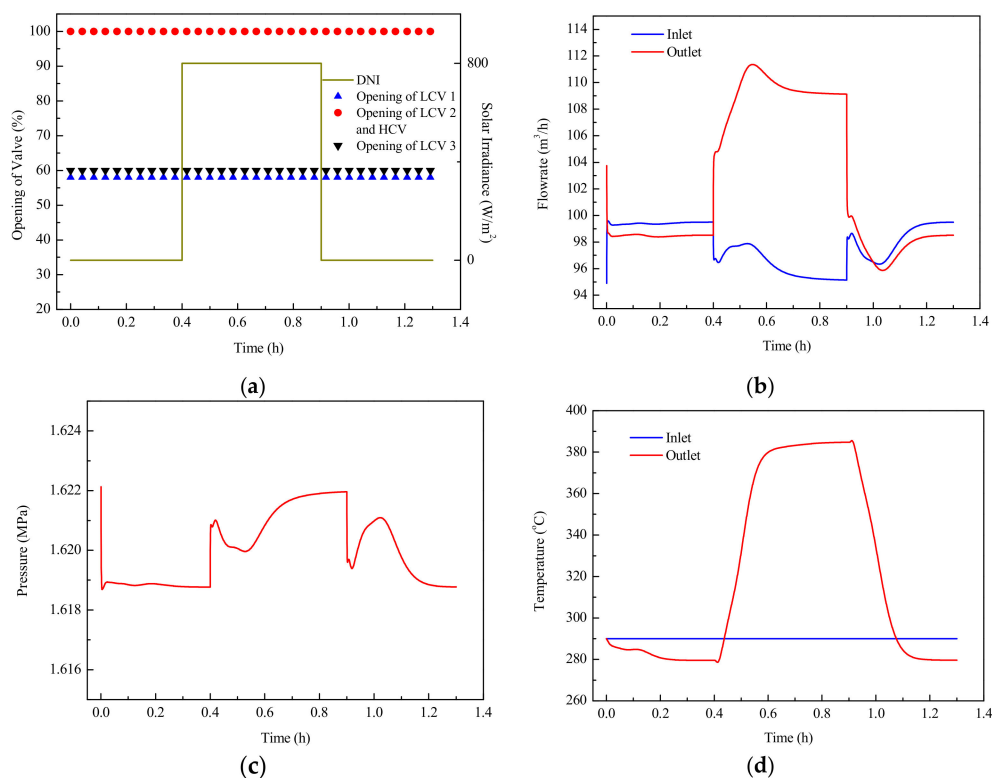 100
90
80
70
60
50
40
30
20
Opening of Valve (%)
0.0 0.2 0.4 0.6 0.8 1.0 1.2 1.4
Time (h)
800
0
Solar Irradiance (W/m²)
DNI
Opening of LCV 1
Opening of LCV 2
and HCV
Opening of LCV 3
(a)
114
112
110
108
106
104
102
100
98
96
94
Flowrate (m³/h)
Inlet
Outlet
0.0 0.2 0.4 0.6 0.8 1.0 1.2 1.4
Time (h)
(b)
1.624
1.622
1.620
1.618
1.616
Pressure (MPa)
0.0 0.2 0.4 0.6 0.8 1.0 1.2 1.4
Time (h)
(c)
400
380
360
340
320
300
280
260
Temperature (°C)
Inlet
Outlet
0.0 0.2 0.4 0.6 0.8 1.0 1.2 1.4
Time (h)
(d)